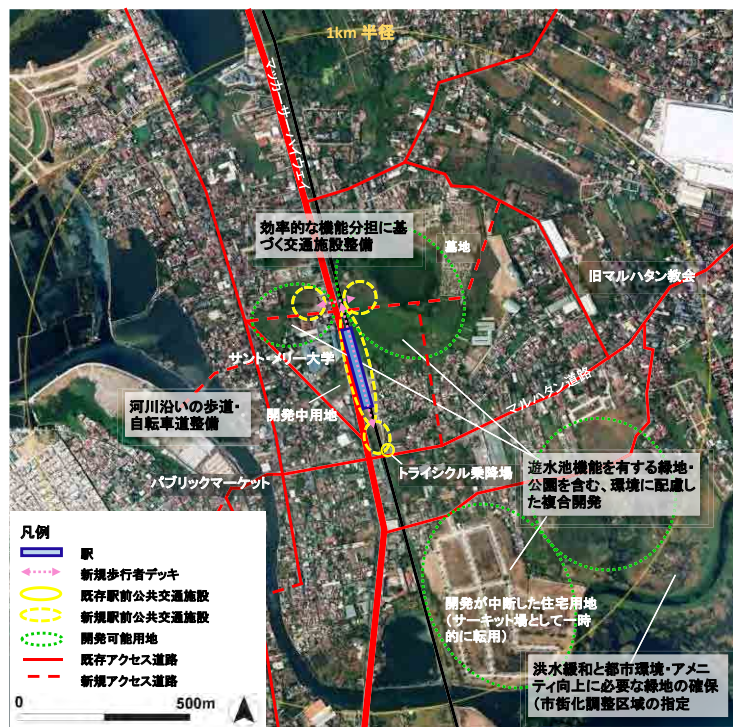 1km 半径
マッカーサーハイウェイ
効率的な機能分担に基
づく交通施設整備
墓地
旧マルハタン教会
サント・メリー大学
開発中用地
マルハタン道路
河川沿いの歩道・
自転車道整備
トライシクル乗降場
パブリックマーケット
遊水池機能を有する緑地・
公園を含む、環境に配慮し
た複合開発
凡例
駅
新規歩行者デッキ
既存駅前公共交通施設
新規駅前公共交通施設
開発可能用地
既存アクセス道路
新規アクセス道路
0
500m
開発が中断した住宅用地
（サーキット場として一時
的に転用）
洪水緩和と都市環境・アメニ
ティ向上に必要な緑地の確保
（市街化調整区域の指定